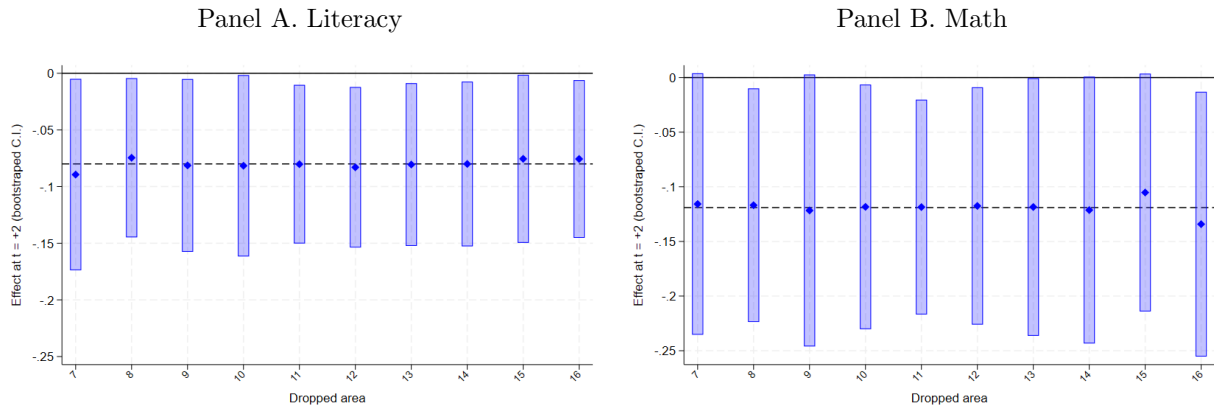 Panel A. Literacy
Effect at t = +2 (bootstraped C.I.)
0
-.05
-.1
-.15
-.2
-.25
7 8 9 10 11 12 13 14 15 16
Dropped area
Panel B. Math
Effect at t = +2 (bootstraped C.I.)
0
-.05
-.1
-.15
-.2
-.25
7 8 9 10 11 12 13 14 15 16
Dropped area